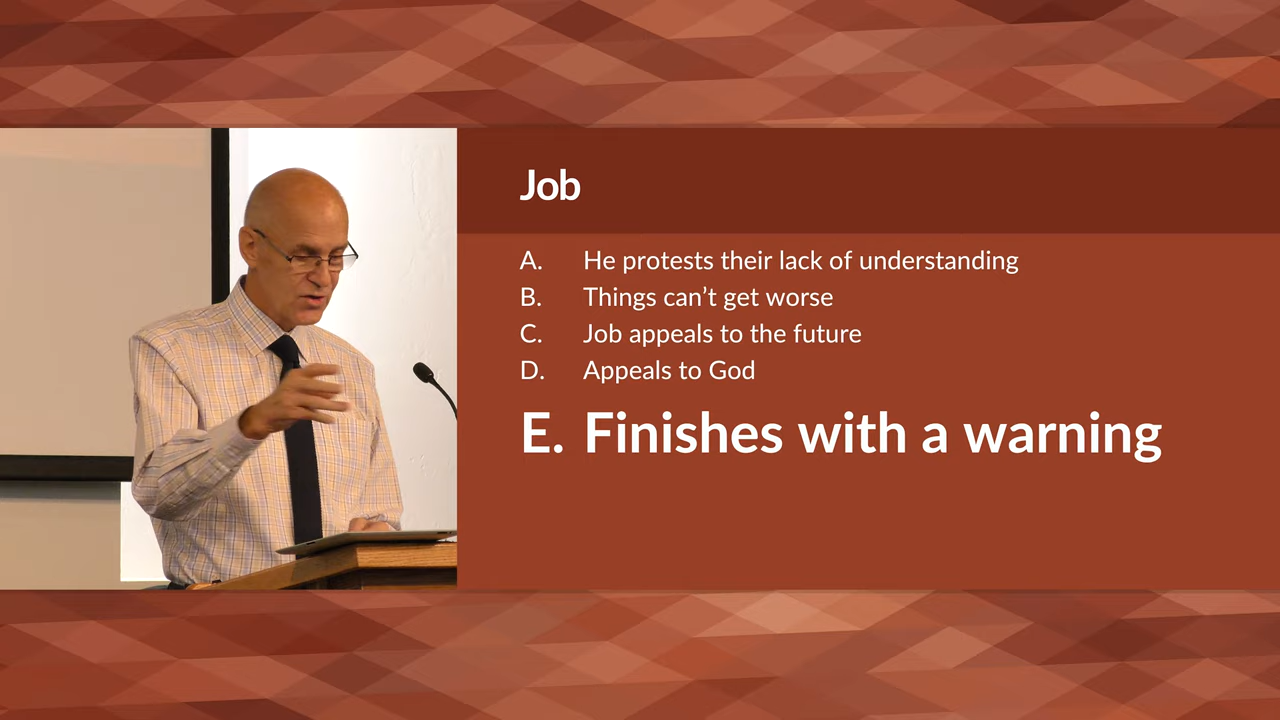 Job
A. He protests their lack of understanding
B. Things can’t get worse
C. Job appeals to the future
D. Appeals to God
E. Finishes with a warning